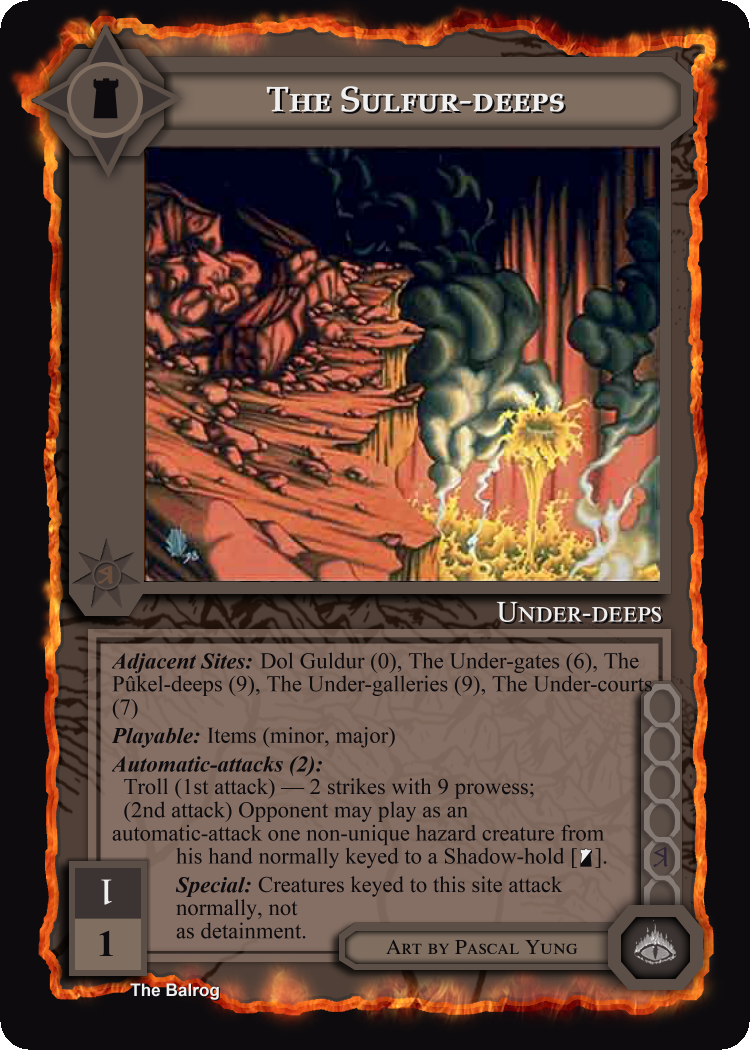 The Sulfur-deeps
Under-deeps
Adjacent Sites: Dol Guldur (0), The Under-gates (6), The
Pûkel-deeps (9), The Under-galleries (9), The Under-courts
(7)
Playable: Items (minor, major)
Automatic-attacks (2):
Troll (1st attack) — 2 strikes with 9 prowess;
(2nd attack) Opponent may play as an
automatic-attack one non-unique hazard creature from
his hand normally keyed to a Shadow-hold [ ].
Special: Creatures keyed to this site attack
normally, not
as detainment.
1
Art by Pascal Yung
The Balrog